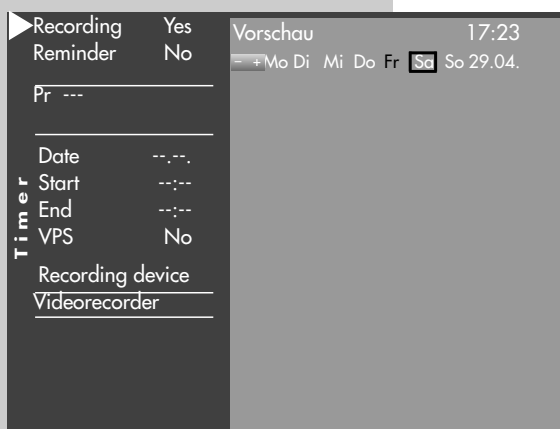 Recording Yes
Reminder No
Pr ---
Date --.--.
Start --:--
End --:--
VPS No
Timer
Recording device
Videorecorder
Vorschau 17:23
- + Mo Di Mi Do Fr Sa So 29.04.